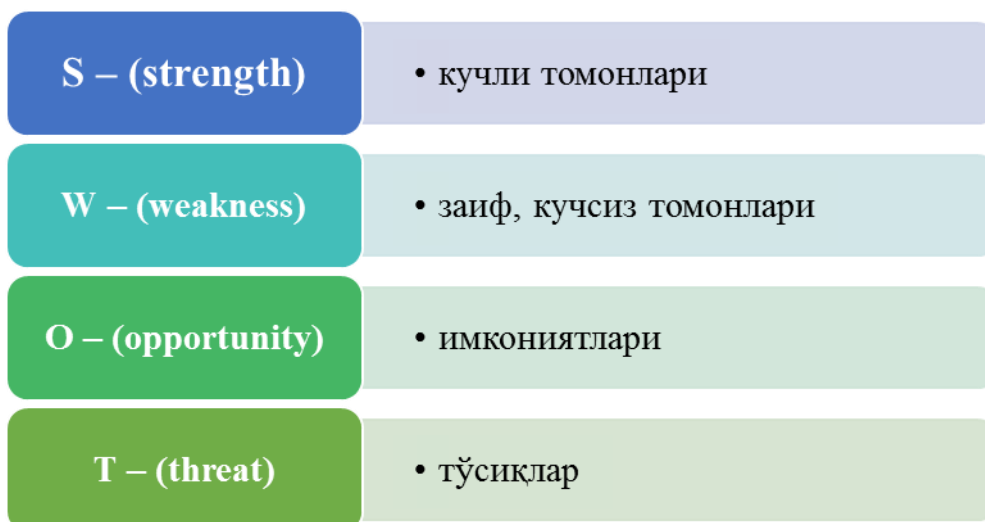 S – (strength)
• кучли томонлари
W – (weakness)
• заиф, кучсиз томонлари
O – (opportunity)
• имкониятлари
T – (threat)
• тўсиқлар